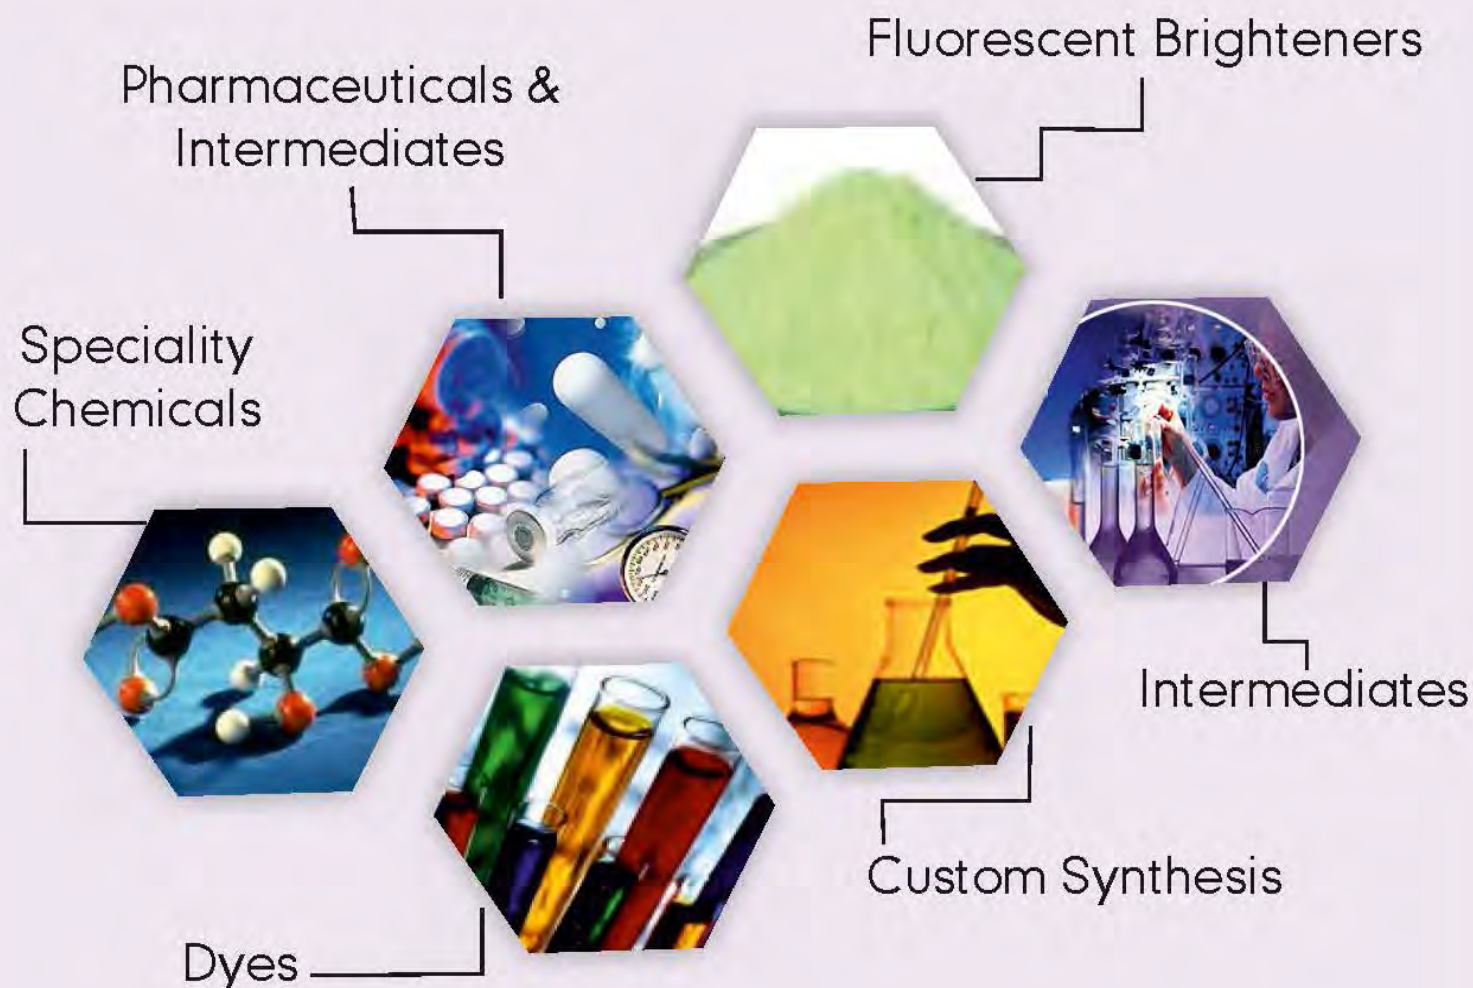 Fluorescent Brighteners
Pharmaceuticals &
Intermediates
Speciality
Chemicals
Intermediates
Custom Synthesis
Dyes